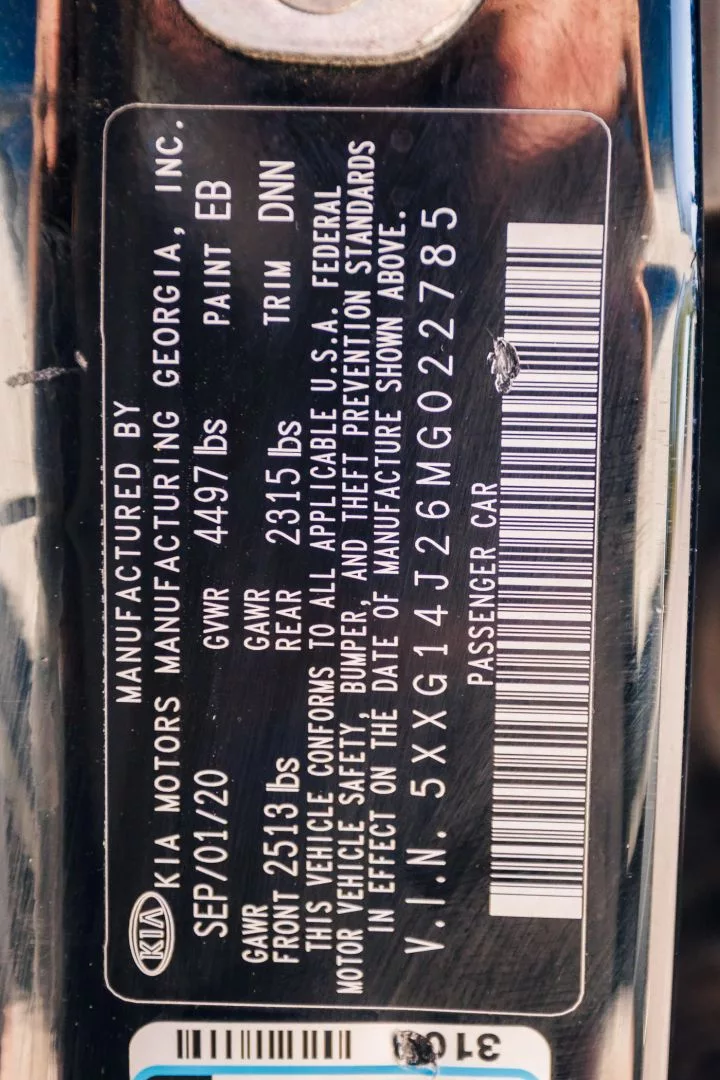 MANUFACTURED BY
KIA KIA MOTORS MANUFACTURING GEORGIA, INC.
SEP/01/20 GVWR 4497 lbs PAINT EB
GAWR FRONT 2513 lbs GAWR REAR 2315 lbs TRIM DNN
THIS VEHICLE CONFORMS TO ALL APPLICABLE U.S.A. FEDERAL
MOTOR VEHICLE SAFETY, BUMPER, AND THEFT PREVENTION STANDARDS
IN EFFECT ON THE DATE OF MANUFACTURE SHOWN ABOVE.
V.I.N. 5XXG14J26MG022785
PASSENGER CAR